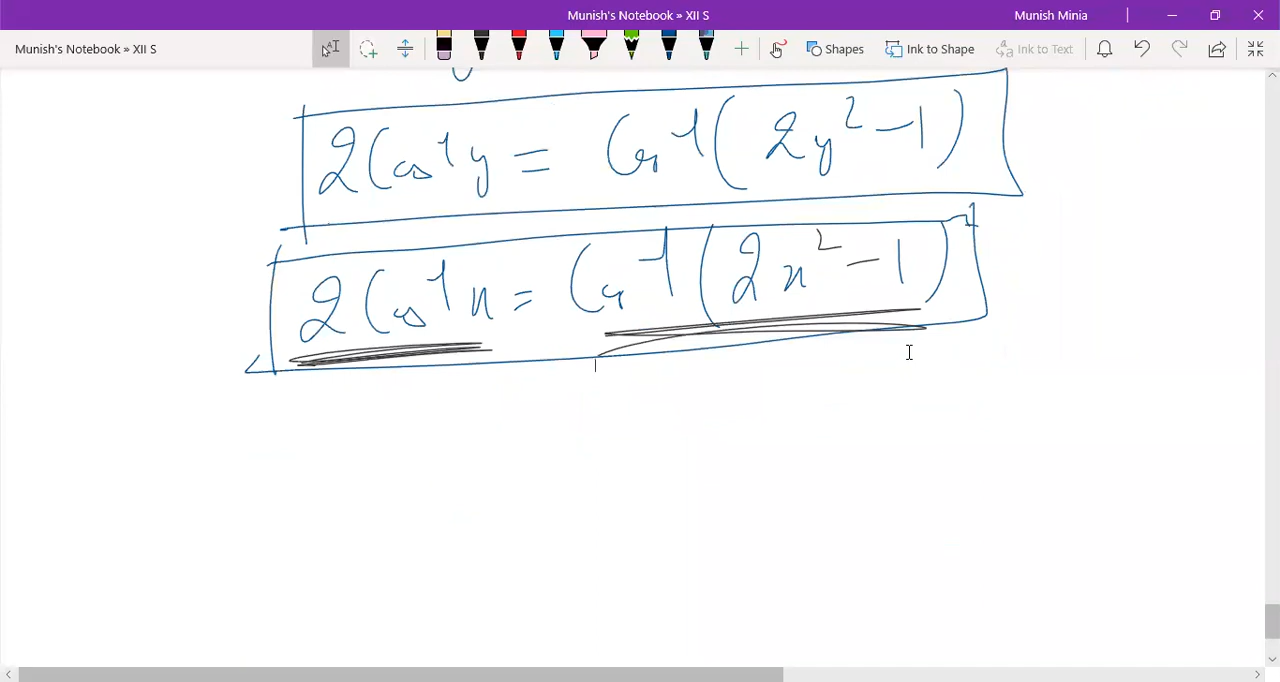 Munish's Notebook » XII S
Munish Minia
Munish's Notebook » XII S
Shapes
Ink to Shape
Ink to Text
2Cos⁻¹y = Cos⁻¹(2y² − 1)
2Cos⁻¹x = Cos⁻¹(2x² − 1)